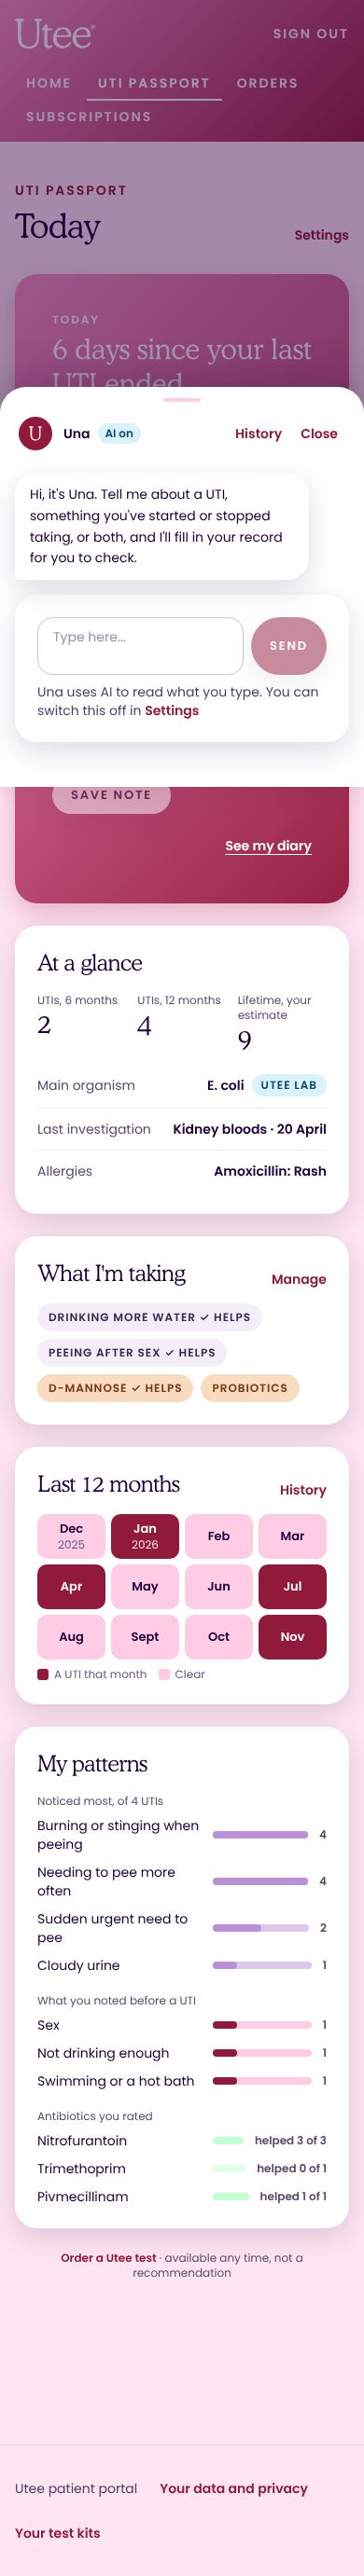 Utee®
SIGN OUT
HOME
UTI PASSPORT
ORDERS
SUBSCRIPTIONS
UTI PASSPORT
Today
Settings
TODAY
6 days since your last
UTI ended
U
Una
AI on
History
Close
Hi, it's Una. Tell me about a UTI,
something you've started or stopped
taking, or both, and I'll fill in your record
for you to check.
Type here...
SEND
Una uses AI to read what you type. You can
switch this off in Settings
SAVE NOTE
See my diary
At a glance
UTIs, 6 months
2
UTIs, 12 months
4
Lifetime, your
estimate
9
Main organism
E. coli
UTEE LAB
Last investigation
Kidney bloods · 20 April
Allergies
Amoxicillin: Rash
What I'm taking
Manage
DRINKING MORE WATER ✓ HELPS
PEEING AFTER SEX ✓ HELPS
D-MANNOSE ✓ HELPS
PROBIOTICS
Last 12 months
History
Dec
2025
Jan
2026
Feb
Mar
Apr
May
Jun
Jul
Aug
Sept
Oct
Nov
A UTI that month
Clear
My patterns
Noticed most, of 4 UTIs
Burning or stinging when
peeing
4
Needing to pee more
often
4
Sudden urgent need to
pee
2
Cloudy urine
1
What you noted before a UTI
Sex
1
Not drinking enough
1
Swimming or a hot bath
1
Antibiotics you rated
Nitrofurantoin
helped 3 of 3
Trimethoprim
helped 0 of 1
Pivmecillinam
helped 1 of 1
Order a Utee test · available any time, not a
recommendation
Utee patient portal
Your data and privacy
Your test kits